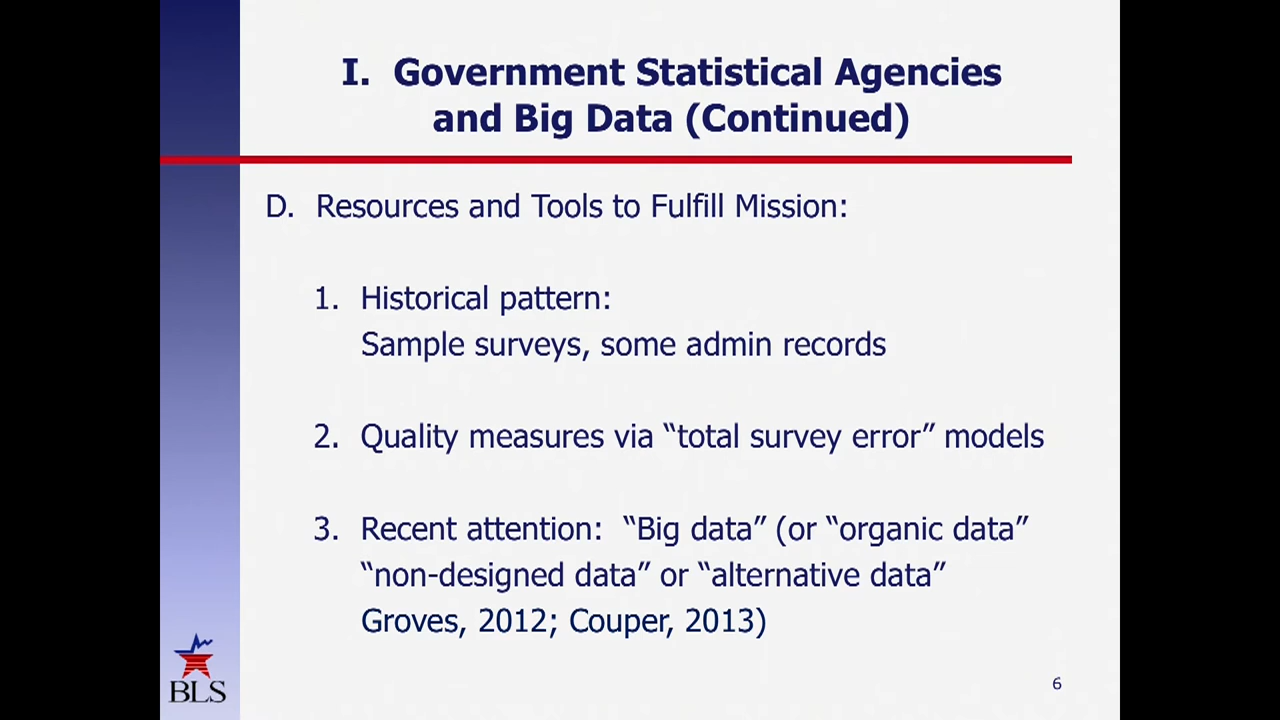 I.  Government Statistical Agencies
and Big Data (Continued)
D.  Resources and Tools to Fulfill Mission:
1.  Historical pattern:
Sample surveys, some admin records
2.  Quality measures via “total survey error” models
3.  Recent attention:  “Big data” (or “organic data”
“non-designed data” or “alternative data”
Groves, 2012; Couper, 2013)
BLS
6